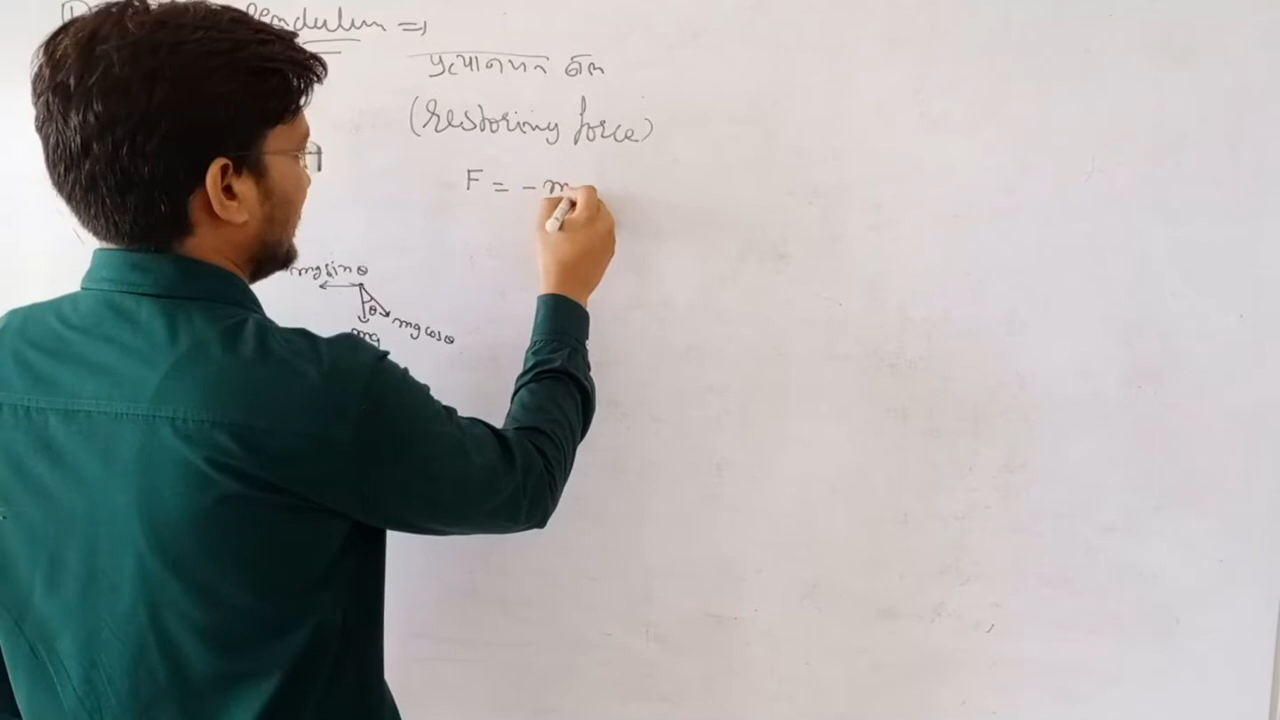 Pendulum ⇒
प्रत्यानयन बल
(Restoring force)
F = - m
mg sin θ
θ
mg cos θ
mg